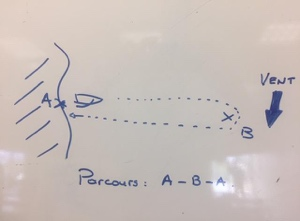 VENT
A
B
Parcours : A - B - A.